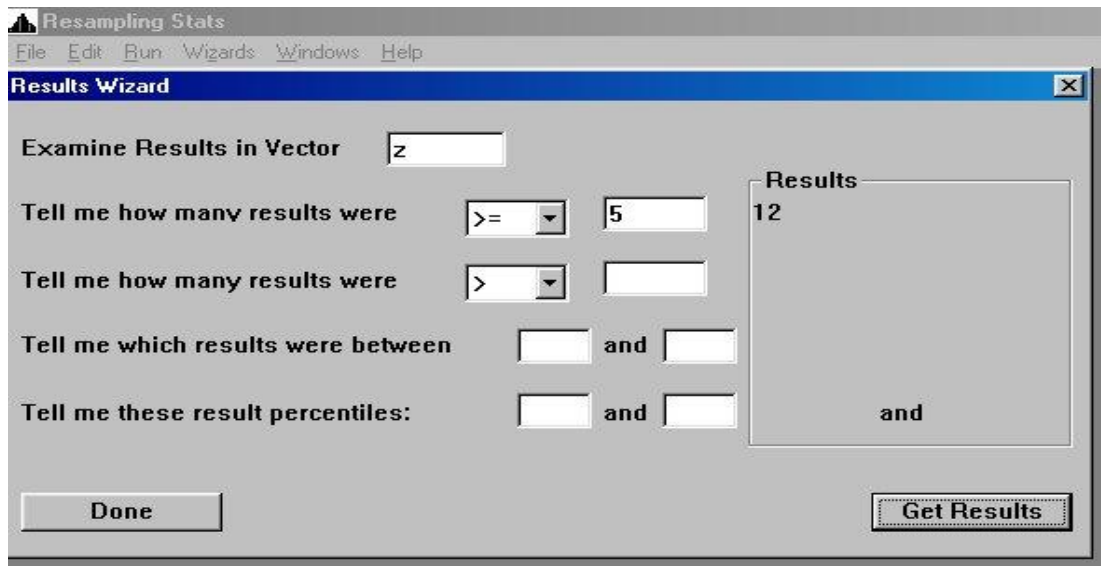 Resampling Stats
File Edit Run Wizards Windows Help
Results Wizard
Examine Results in Vector z
Results
Tell me how many results were >= 5 12
Tell me how many results were >
Tell me which results were between and
Tell me these result percentiles: and and
Done Get Results